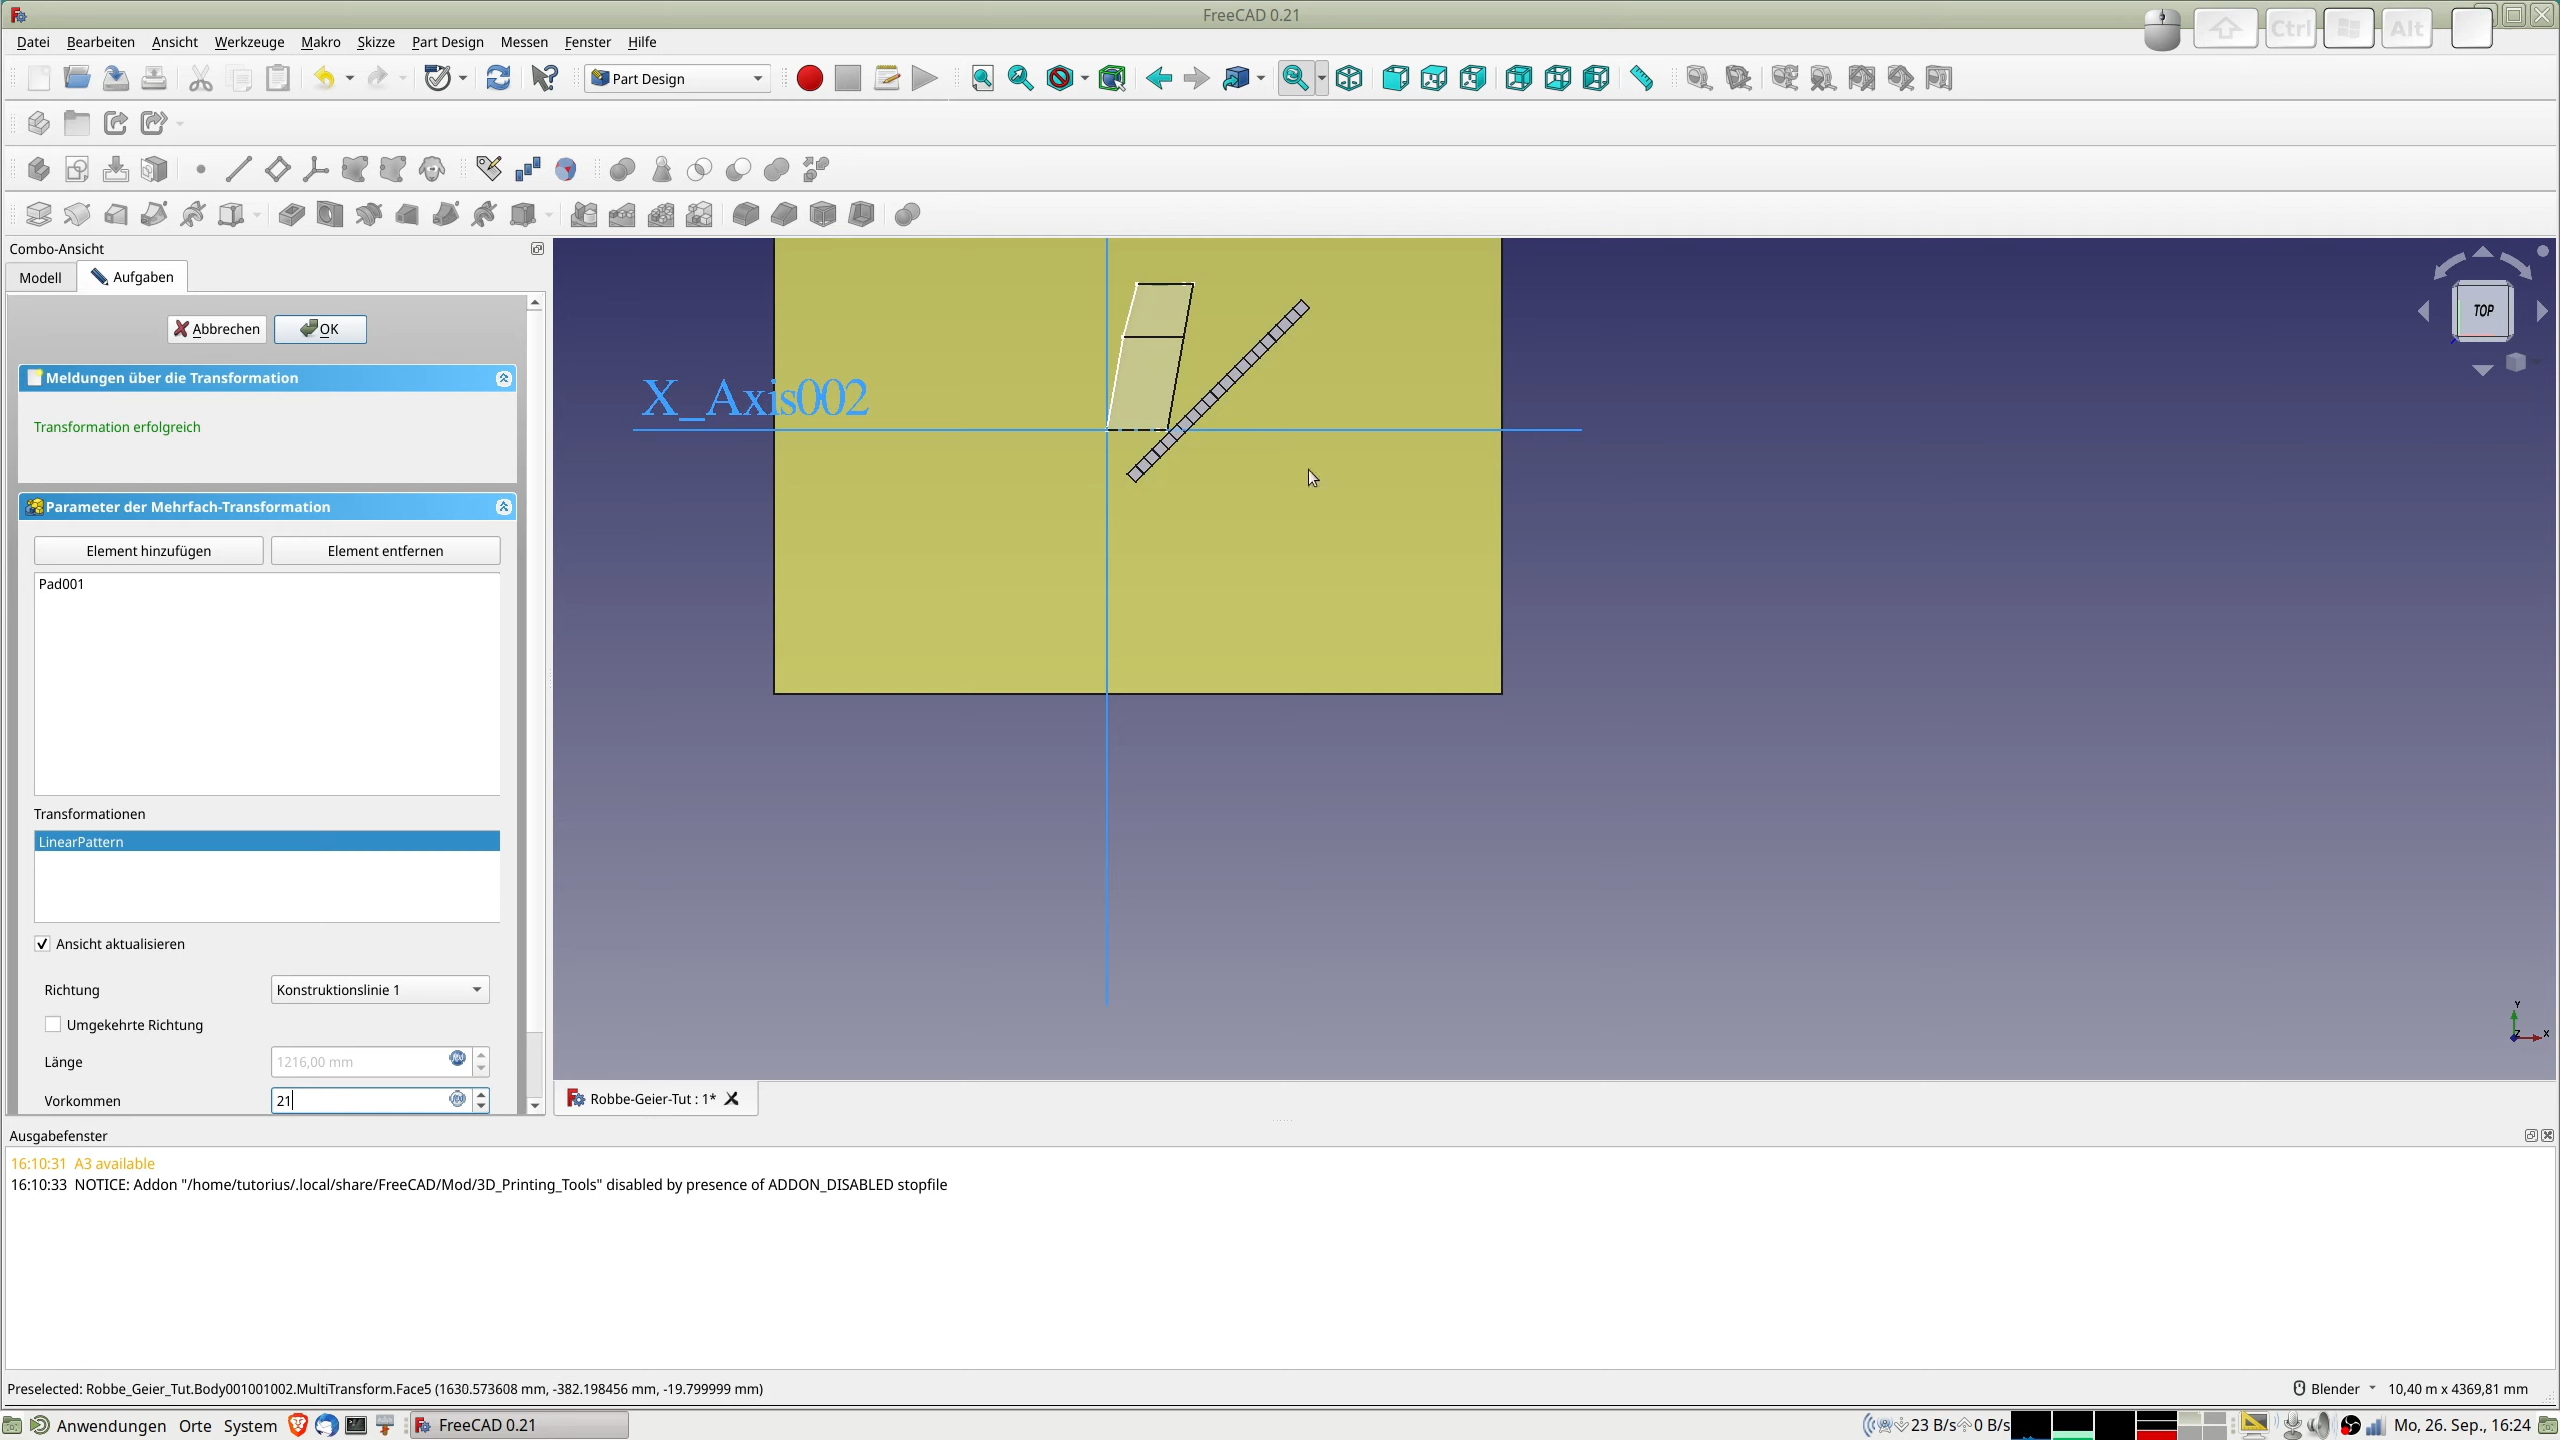 FreeCAD 0.21
Ctrl
Alt
Datei Bearbeiten Ansicht Werkzeuge Makro Skizze Part Design Messen Fenster Hilfe
Part Design
Combo-Ansicht
Modell Aufgaben
Abbrechen OK
Meldungen über die Transformation
Transformation erfolgreich
Parameter der Mehrfach-Transformation
Element hinzufügen Element entfernen
Pad001
Transformationen
LinearPattern
Ansicht aktualisieren
Richtung Konstruktionslinie 1
Umgekehrte Richtung
Länge 1216,00 mm
Vorkommen 21
X_Axis002
TOP
Y
Z
X
Robbe-Geier-Tut : 1*
Ausgabefenster
16:10:31 A3 available
16:10:33 NOTICE: Addon "/home/tutorius/.local/share/FreeCAD/Mod/3D_Printing_Tools" disabled by presence of ADDON_DISABLED stopfile
Preselected: Robbe_Geier_Tut.Body001001002.MultiTransform.Face5 (1630.573608 mm, -382.198456 mm, -19.799999 mm)
Blender 10,40 m x 4369,81 mm
Anwendungen Orte System FreeCAD 0.21 23 B/s 0 B/s Mo, 26. Sep., 16:24